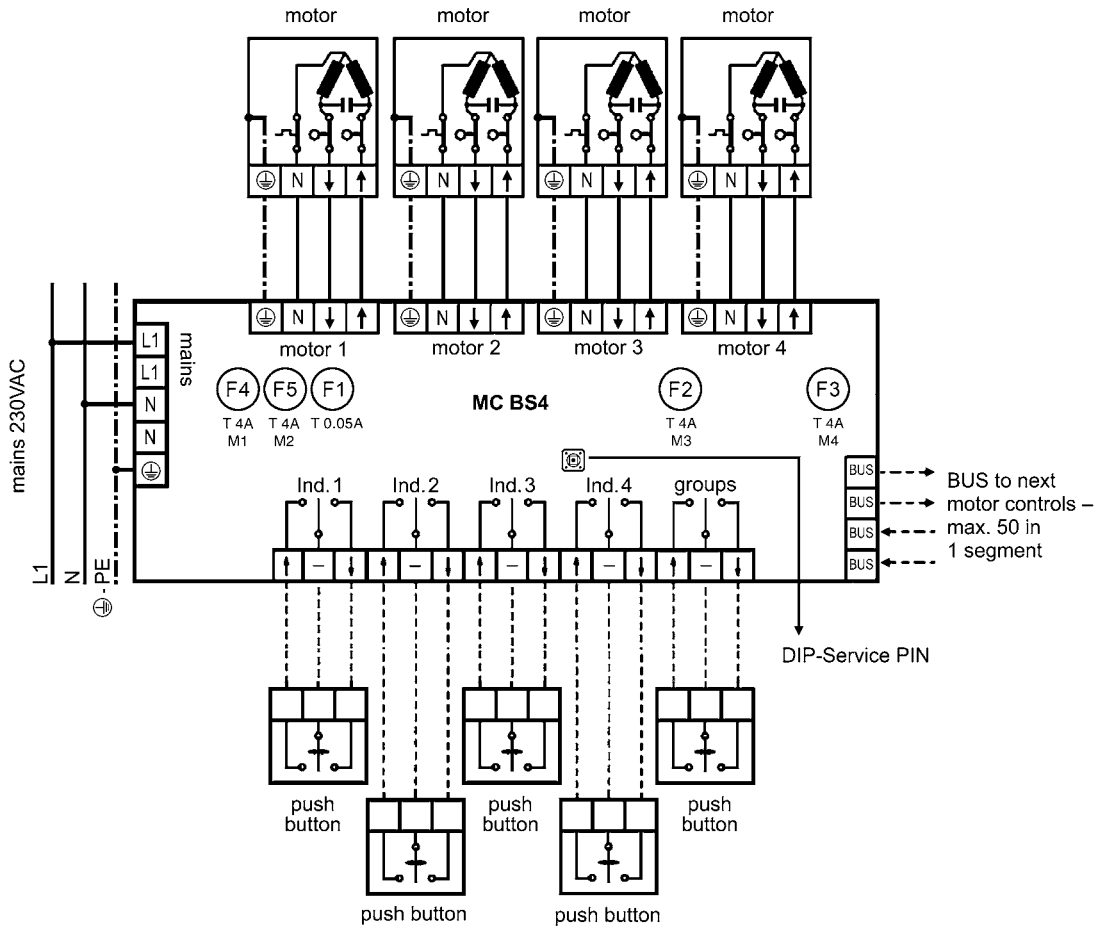 motor motor motor motor
N ↓ ↑ N ↓ ↑ N ↓ ↑ N ↓ ↑
N ↓ ↑ N ↓ ↑ N ↓ ↑ N ↓ ↑
motor 1 motor 2 motor 3 motor 4
mains 230VAC
L1
N
- PE
L1
L1
N
N
mains
F4 F5 F1 F2 F3
T 4A T 4A T 0.05A T 4A T 4A
M1 M2 M3 M4
MC BS4
Ind.1 Ind.2 Ind.3 Ind.4 groups
↑ – ↓ ↑ – ↓ ↑ – ↓ ↑ – ↓ ↑ – ↓
BUS
BUS
BUS
BUS
BUS to next
motor controls –
max. 50 in
1 segment
DIP-Service PIN
push
button
push
button
push
button
push button
push button